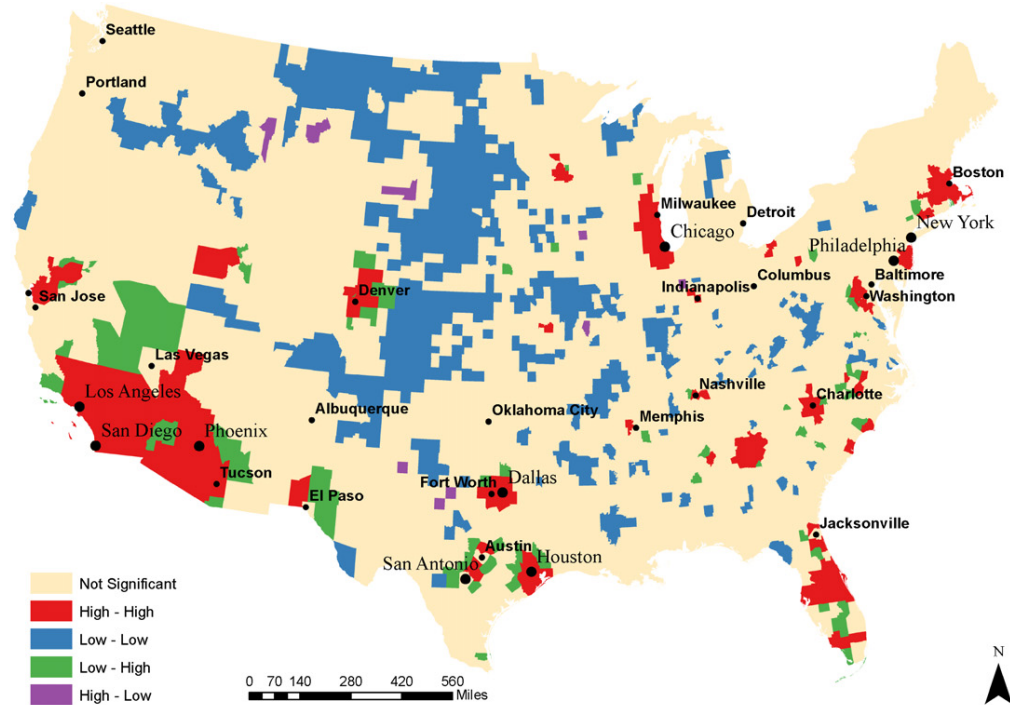 Seattle
Portland
Boston
Milwaukee
Detroit
New York
Chicago
Philadelphia
Columbus
Baltimore
Indianapolis
Washington
San Jose
Denver
Las Vegas
Nashville
Los Angeles
Charlotte
Albuquerque
Oklahoma City
Memphis
San Diego
Phoenix
Tucson
Fort Worth
Dallas
El Paso
Jacksonville
Austin
San Antonio
Houston
Not Significant
High - High
Low - Low
Low - High
High - Low
0 70 140 280 420 560
Miles
N